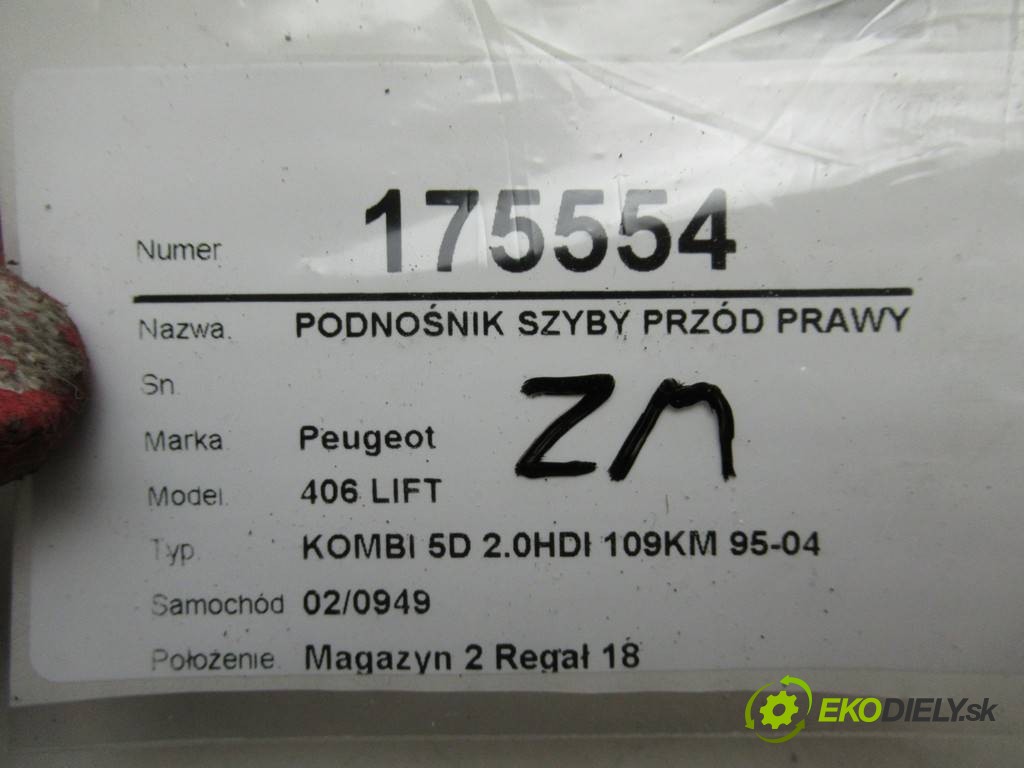 Numer 175554
Nazwa. PODNOŚNIK SZYBY PRZÓD PRAWY
Sn.
ZM
Marka Peugeot
Model. 406 LIFT
Typ. KOMBI 5D 2.0HDI 109KM 95-04
Samochód 02/0949
Położenie. Magazyn 2 Regał 18
EKODIELY.sk